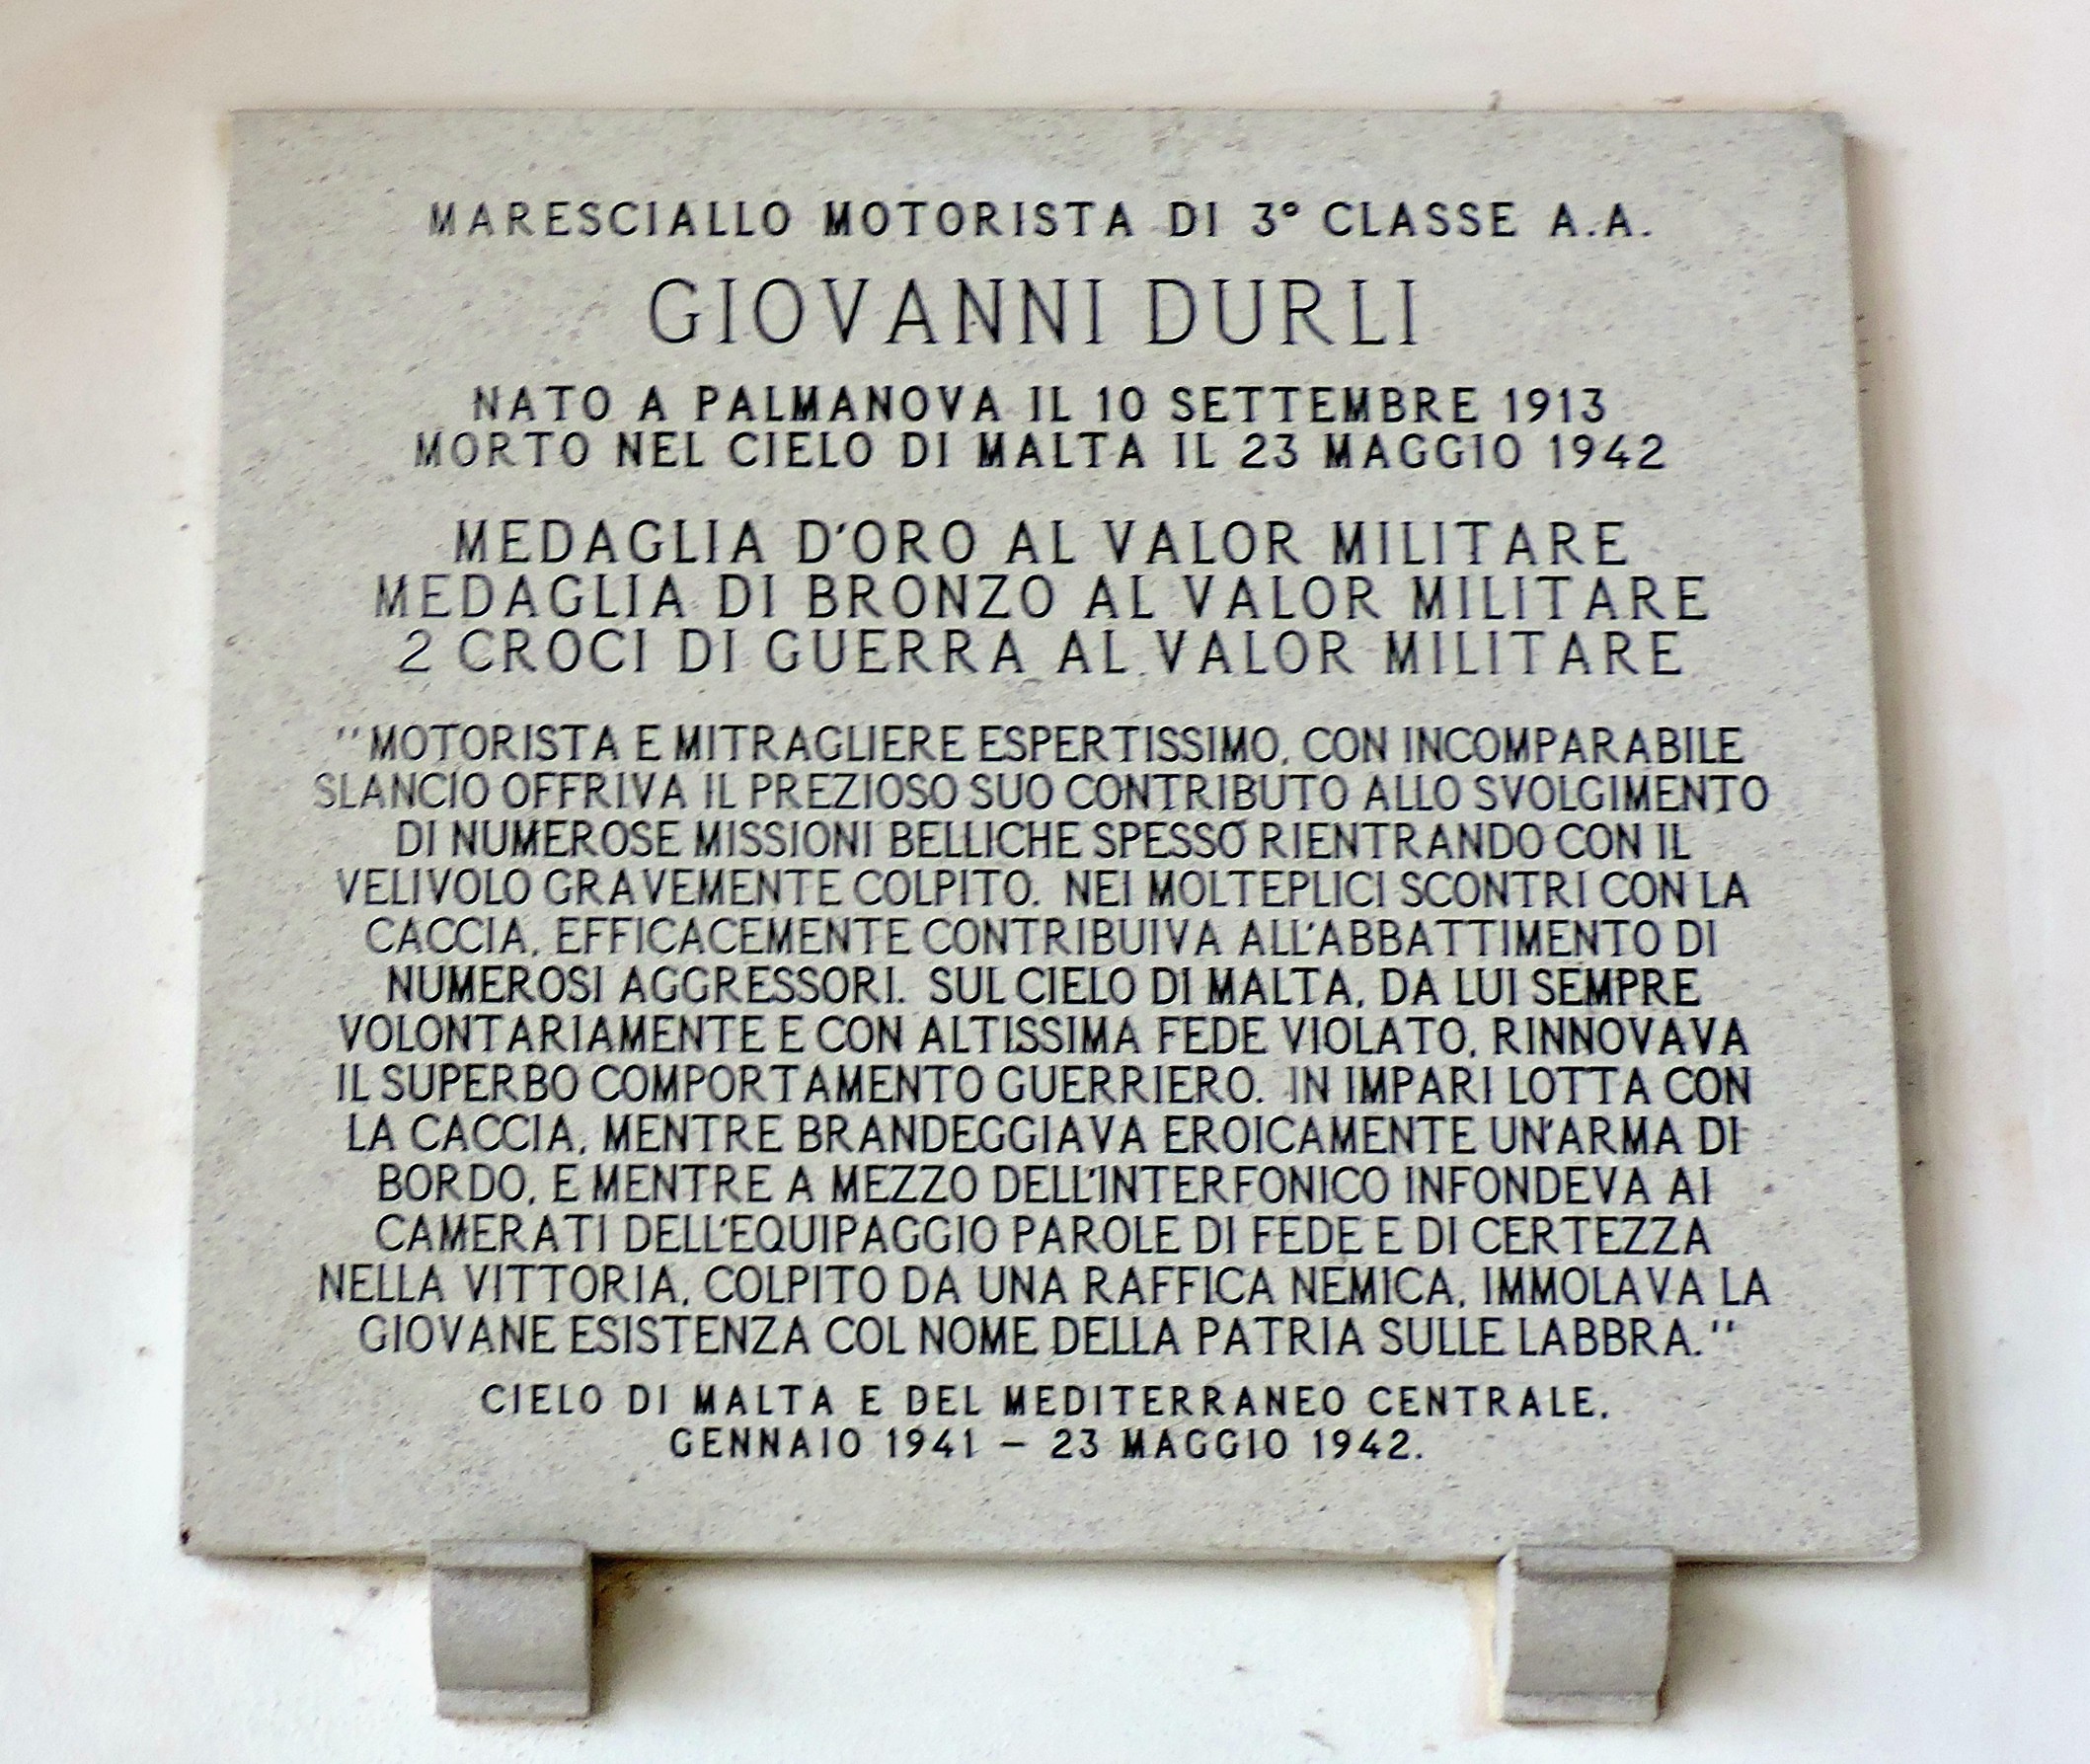 MARESCIALLO MOTORISTA DI 3° CLASSE A.A.
GIOVANNI DURLI
NATO A PALMANOVA IL 10 SETTEMBRE 1913
MORTO NEL CIELO DI MALTA IL 23 MAGGIO 1942
MEDAGLIA D'ORO AL VALOR MILITARE
MEDAGLIA DI BRONZO AL VALOR MILITARE
2 CROCI DI GUERRA AL VALOR MILITARE
"MOTORISTA E MITRAGLIERE ESPERTISSIMO, CON INCOMPARABILE
SLANCIO OFFRIVA IL PREZIOSO SUO CONTRIBUTO ALLO SVOLGIMENTO
DI NUMEROSE MISSIONI BELLICHE SPESSO RIENTRANDO CON IL
VELIVOLO GRAVEMENTE COLPITO. NEI MOLTEPLICI SCONTRI CON LA
CACCIA, EFFICACEMENTE CONTRIBUIVA ALL'ABBATTIMENTO DI
NUMEROSI AGGRESSORI. SUL CIELO DI MALTA, DA LUI SEMPRE
VOLONTARIAMENTE E CON ALTISSIMA FEDE VIOLATO, RINNOVAVA
IL SUPERBO COMPORTAMENTO GUERRIERO. IN IMPARI LOTTA CON
LA CACCIA, MENTRE BRANDEGGIAVA EROICAMENTE UN'ARMA DI
BORDO, E MENTRE A MEZZO DELL'INTERFONICO INFONDEVA AI
CAMERATI DELL'EQUIPAGGIO PAROLE DI FEDE E DI CERTEZZA
NELLA VITTORIA, COLPITO DA UNA RAFFICA NEMICA, IMMOLAVA LA
GIOVANE ESISTENZA COL NOME DELLA PATRIA SULLE LABBRA."
CIELO DI MALTA E DEL MEDITERRANEO CENTRALE,
GENNAIO 1941 – 23 MAGGIO 1942.